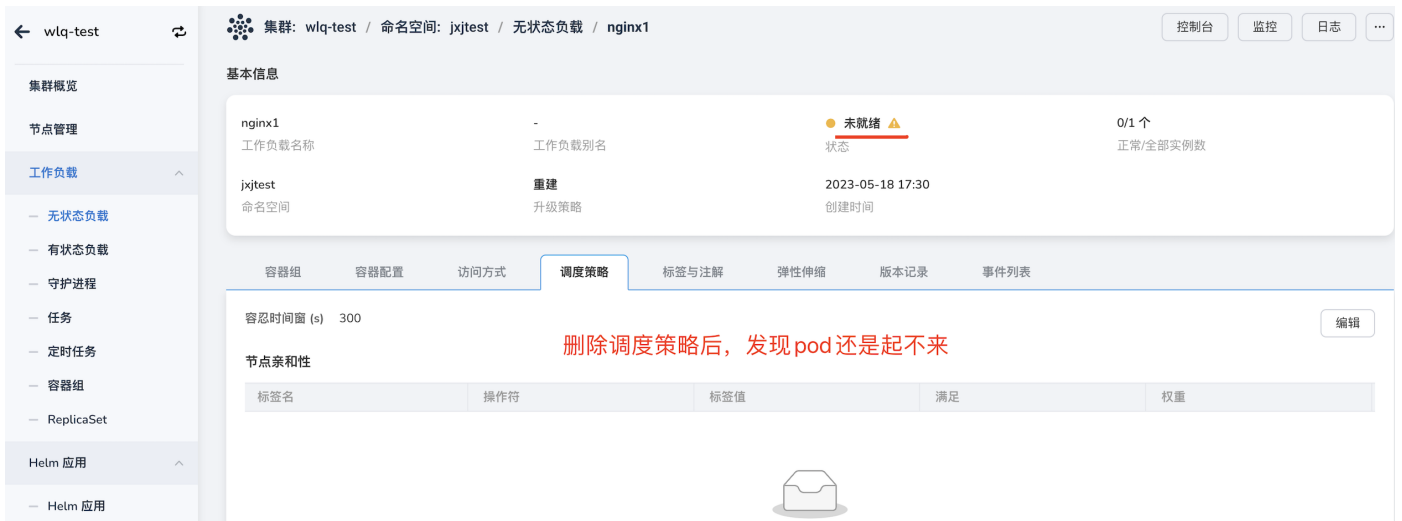 wlq-test
集群概览
节点管理
工作负载
无状态负载
有状态负载
守护进程
任务
定时任务
容器组
ReplicaSet
Helm 应用
Helm 应用
集群: wlq-test / 命名空间: jxjtest / 无状态负载 / nginx1
控制台 监控 日志 ···
基本信息
nginx1 - 未就绪 0/1 个
工作负载名称 工作负载别名 状态 正常/全部实例数
jxjtest 重建 2023-05-18 17:30
命名空间 升级策略 创建时间
容器组 容器配置 访问方式 调度策略 标签与注解 弹性伸缩 版本记录 事件列表
容忍时间窗 (s) 300 编辑
删除调度策略后，发现pod还是起不来
节点亲和性
标签名 操作符 标签值 满足 权重